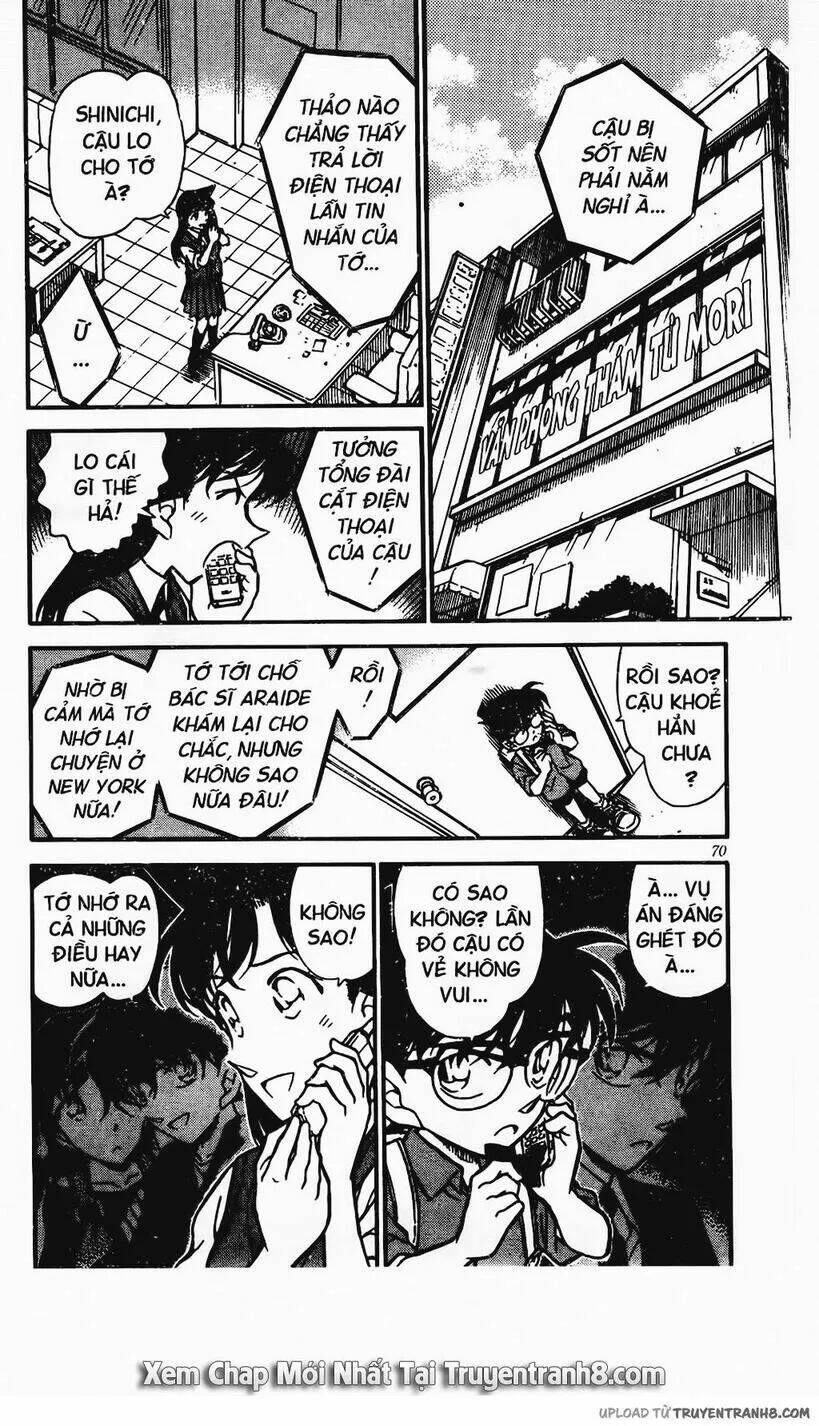 CẬU BỊ
SỐT NÊN
PHẢI NẰM
NGHỈ À...
VĂN PHÒNG THÁM TỬ MORI
THẢO NÀO
CHẲNG THẤY
TRẢ LỜI
ĐIỆN THOẠI
LẪN TIN
NHẮN CỦA
TỚ...
SHINICHI,
CẬU LO
CHO TỚ
À?
Ừ
...
TƯỞNG
TỔNG ĐÀI
CẮT ĐIỆN
THOẠI
CỦA CẬU
!
LO CÁI
GÌ THẾ
HẢ!
RỒI SAO?
CẬU KHOẺ
HẲN
CHƯA
?
RỒI
!
TỚ TỚI CHỖ
BÁC SĨ ARAIDE
KHÁM LẠI CHO
CHẮC, NHƯNG
KHÔNG SAO
NỮA ĐÂU!
NHỜ BỊ
CẢM MÀ TỚ
NHỚ LẠI
CHUYỆN Ở
NEW YORK
NỮA!
70
À... VỤ
ÁN ĐÁNG
GHÉT ĐÓ
À...
CÓ SAO
KHÔNG? LẦN
ĐÓ CẬU CÓ
VẺ KHÔNG
VUI...
KHÔNG
SAO!
TỚ NHỚ RA
CẢ NHỮNG
ĐIỀU HAY
NỮA...
Xem Chap Mới Nhất Tại Truyentranh8.com
UPLOAD TỪ TRUYENTRANH8.COM